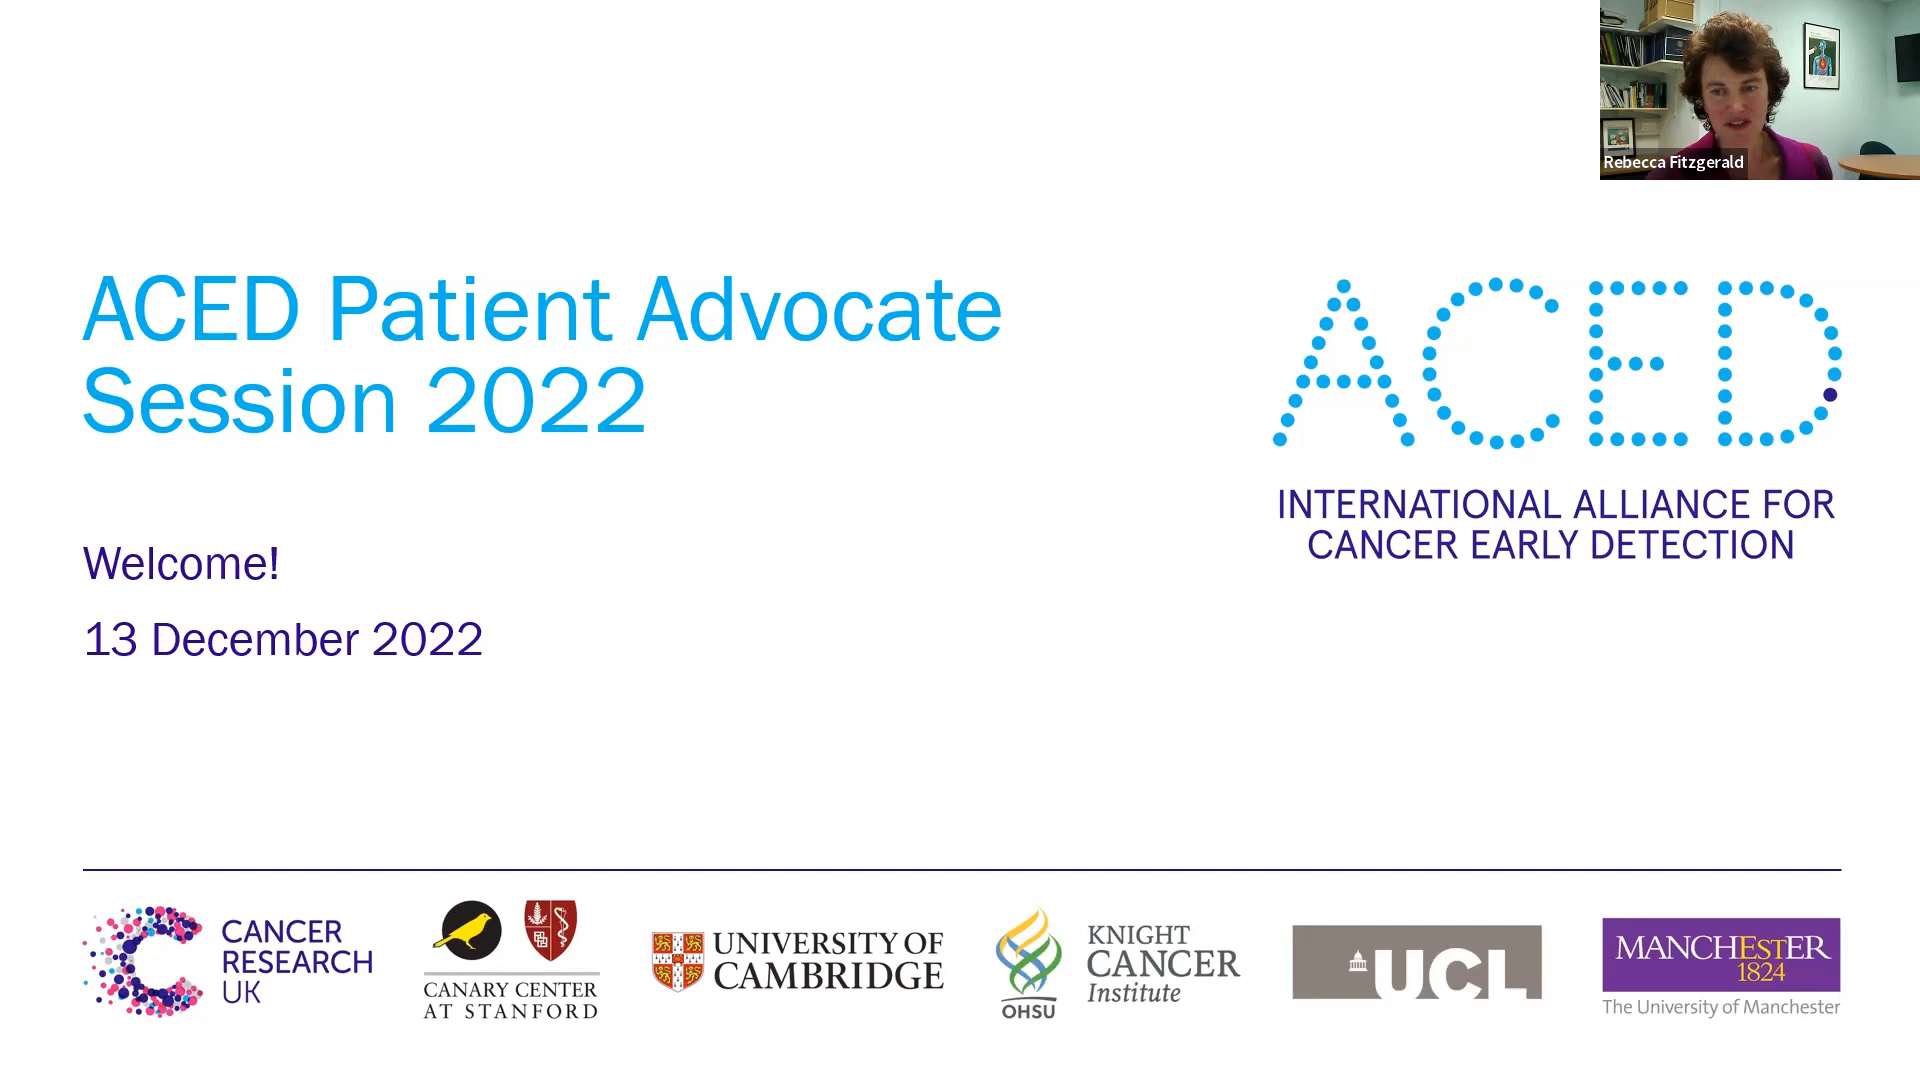 Rebecca Fitzgerald
ACED Patient Advocate
Session 2022
ACED
INTERNATIONAL ALLIANCE FOR
CANCER EARLY DETECTION
Welcome!
13 December 2022
CANCER
RESEARCH
UK
CANARY CENTER
AT STANFORD
UNIVERSITY OF
CAMBRIDGE
OHSU
KNIGHT
CANCER
Institute
UCL
MANCHESTER
1824
The University of Manchester